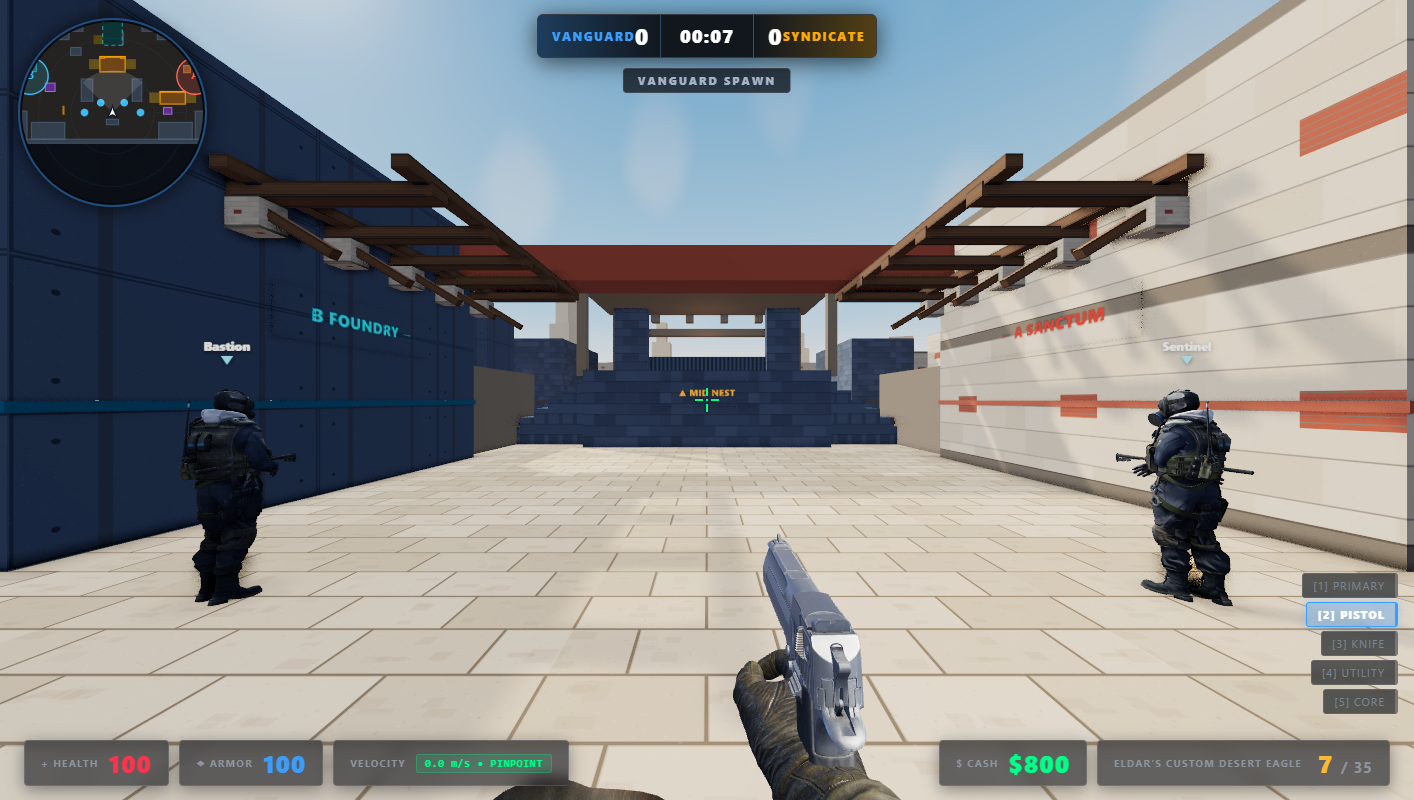 VANGUARD 0 00:07 0 SYNDICATE
VANGUARD SPAWN
B
A
B FOUNDRY →
← A SANCTUM
Bastion
Sentinel
▲ MID NEST
[1] PRIMARY
[2] PISTOL
[3] KNIFE
[4] UTILITY
[5] CORE
+ HEALTH 100
◆ ARMOR 100
VELOCITY 0.0 m/s • PINPOINT
$ CASH $800
ELDAR'S CUSTOM DESERT EAGLE 7 / 35